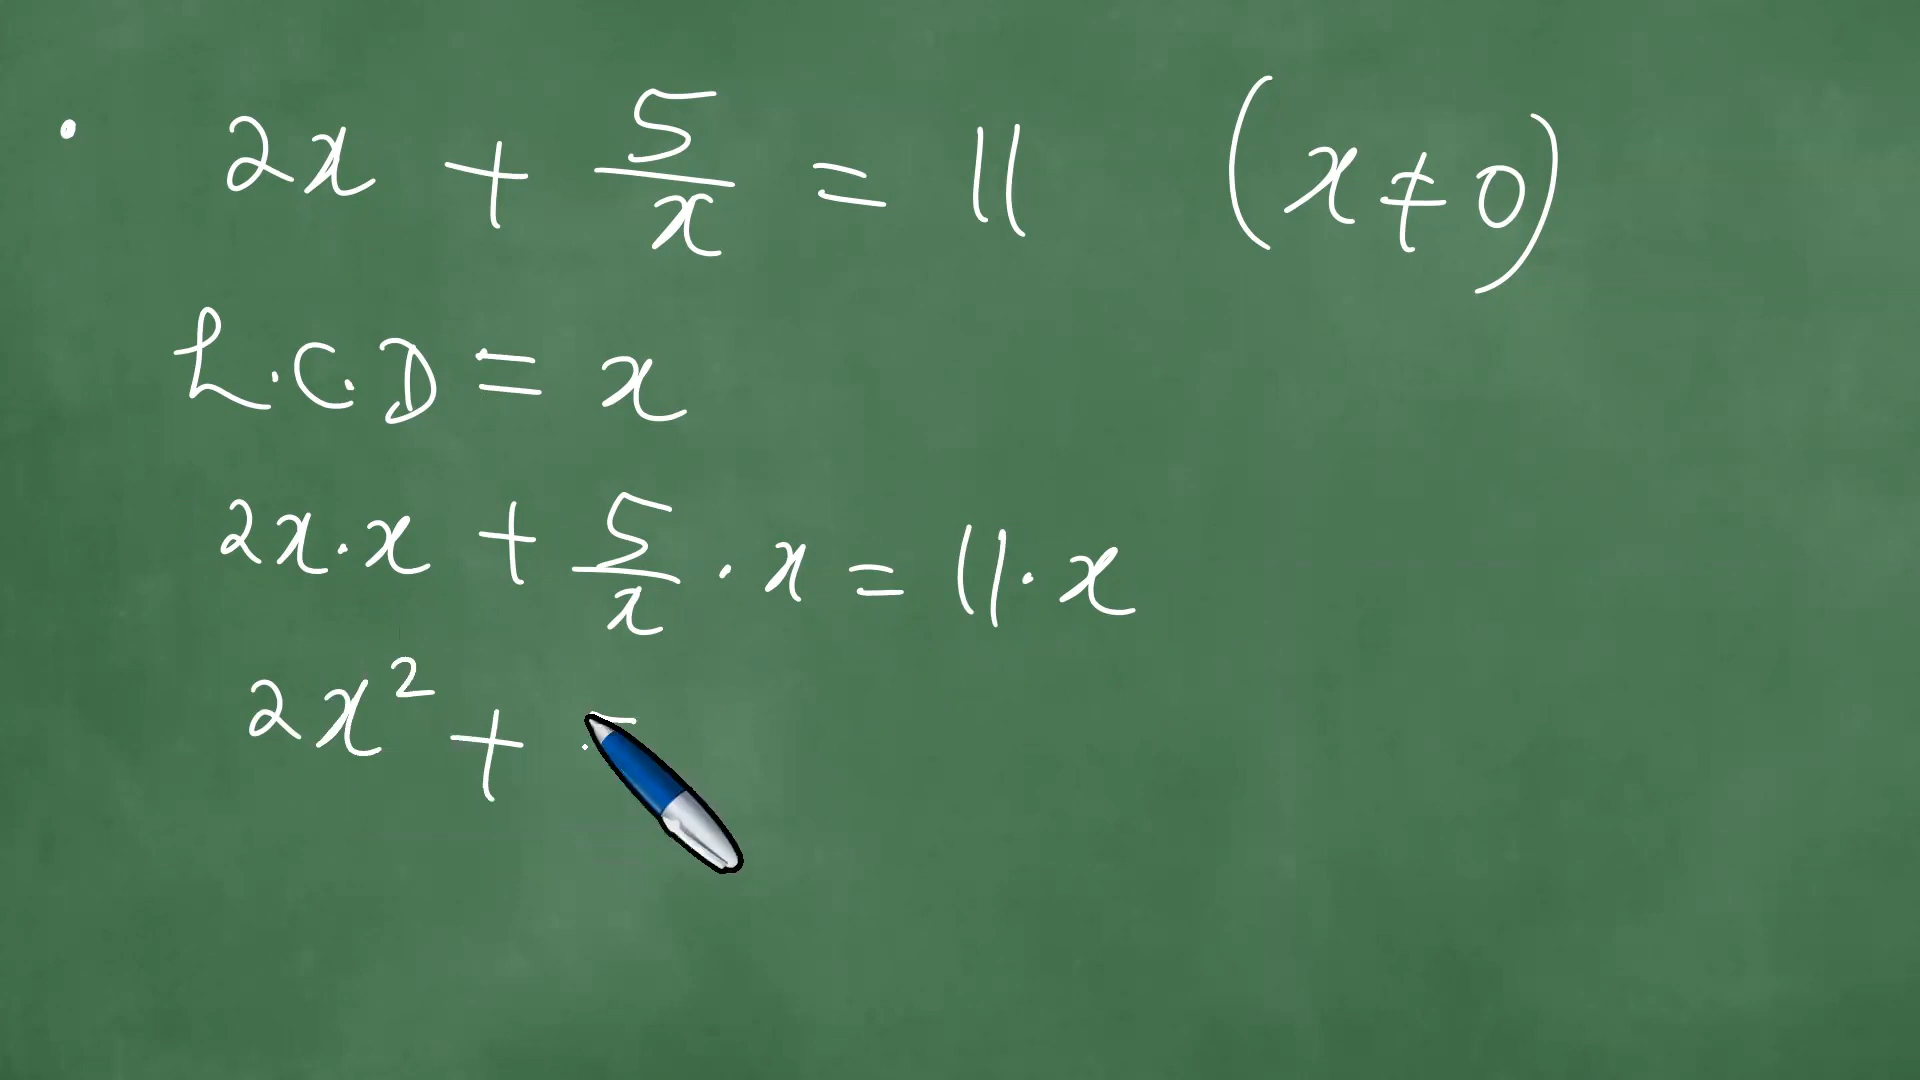 • 2x + 5/x = 11 (x ≠ 0)
L.C.D = x
2x · x + 5/x · x = 11 · x
2x² +